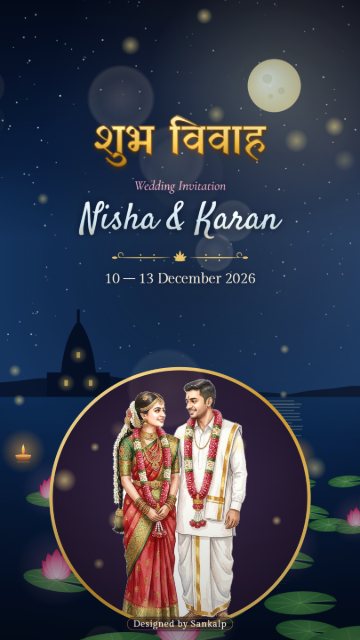 शुभ विवाह
Wedding Invitation
Nisha & Karan
10 — 13 December 2026
Designed by Sankalp